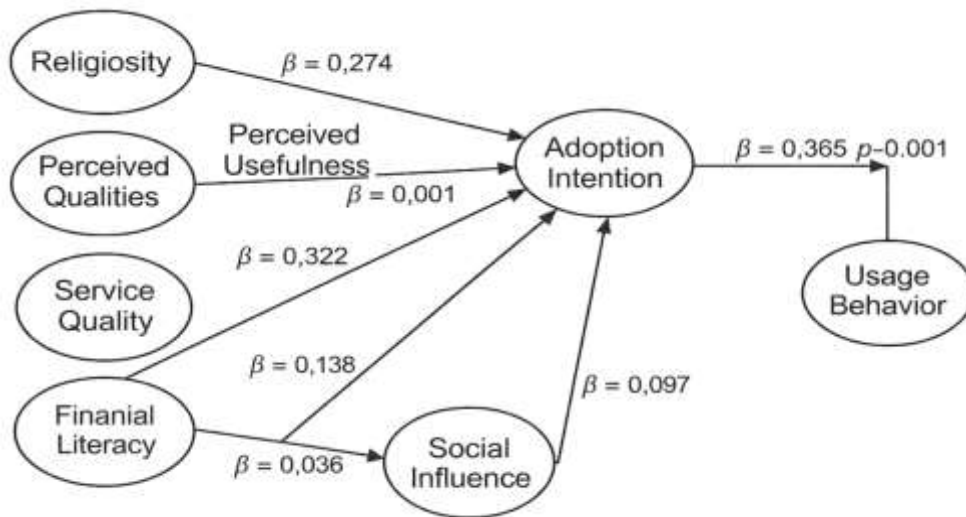 Religiosity
β = 0,274
Perceived
Usefulness
Perceived
Qualities
β = 0,001
Adoption
Intention
β = 0,365 p–0.001
β = 0,322
Service
Quality
Usage
Behavior
β = 0,138
β = 0,097
Finanial
Literacy
β = 0,036
Social
Influence